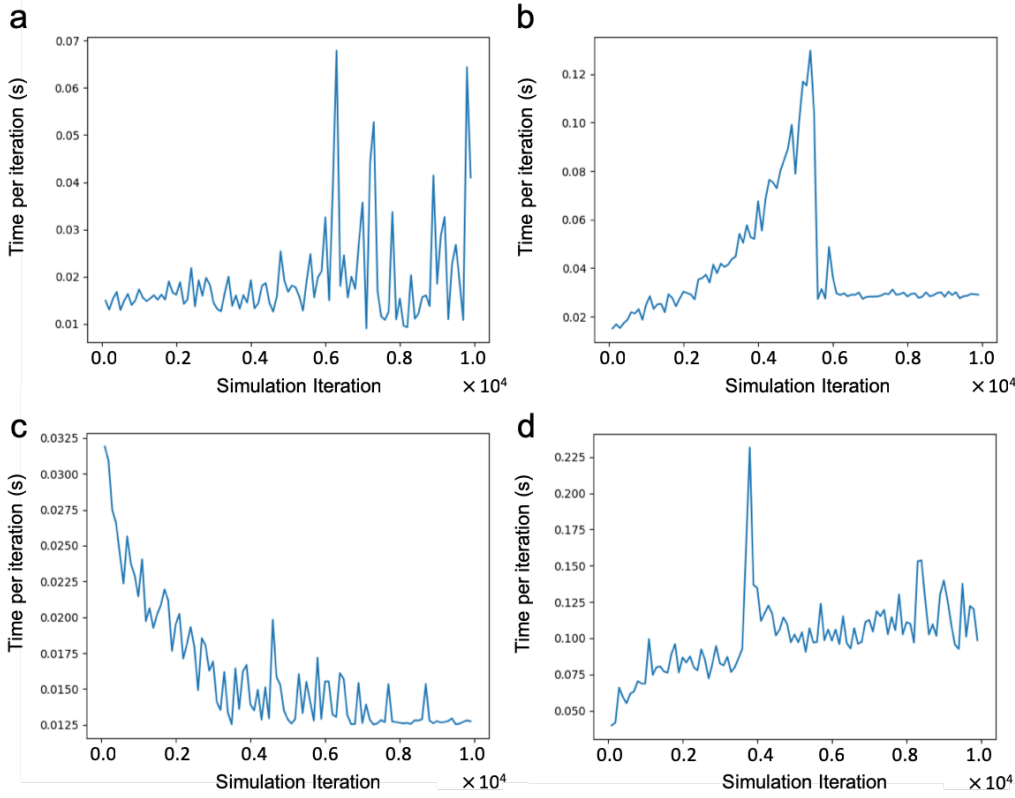 a
Time per iteration (s)
0.07
0.06
0.05
0.04
0.03
0.02
0.01
0.0 0.2 0.4 0.6 0.8 1.0
Simulation Iteration × 10⁴
b
Time per iteration (s)
0.12
0.10
0.08
0.06
0.04
0.02
0.0 0.2 0.4 0.6 0.8 1.0
Simulation Iteration × 10⁴
c
Time per iteration (s)
0.0325
0.0300
0.0275
0.0250
0.0225
0.0200
0.0175
0.0150
0.0125
0.0 0.2 0.4 0.6 0.8 1.0
Simulation Iteration × 10⁴
d
Time per iteration (s)
0.225
0.200
0.175
0.150
0.125
0.100
0.075
0.050
0.0 0.2 0.4 0.6 0.8 1.0
Simulation Iteration × 10⁴